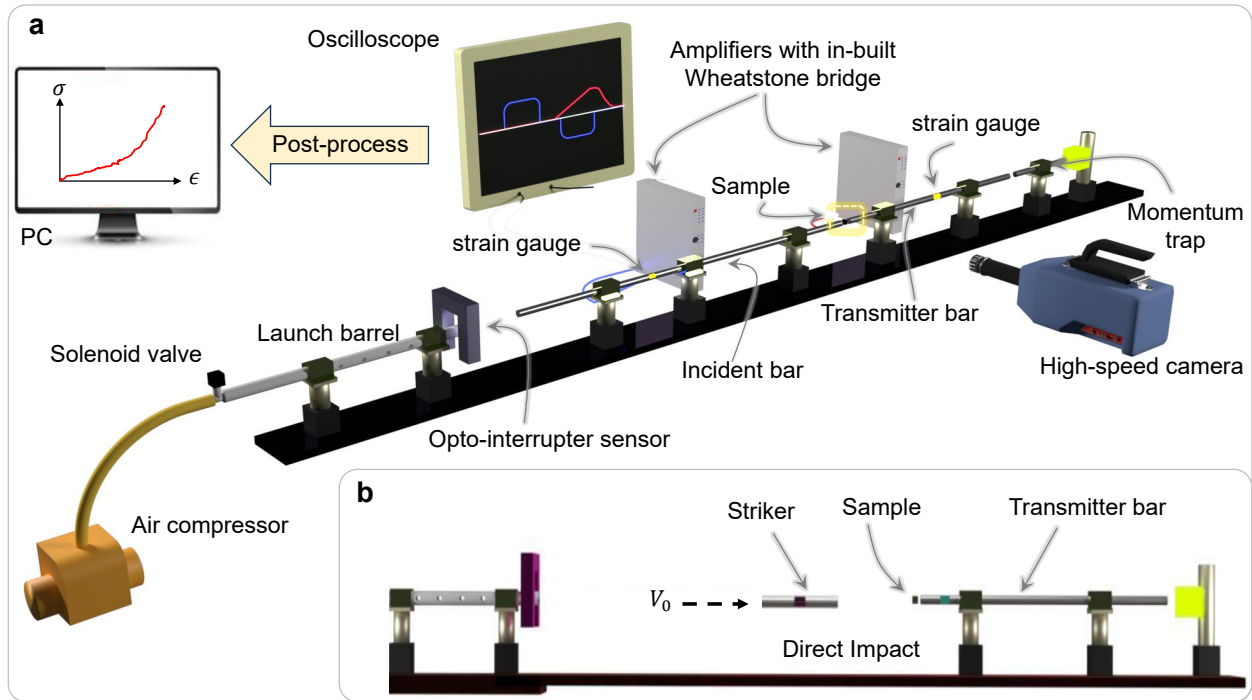 a
Oscilloscope
Amplifiers with in-built
Wheatstone bridge
σ
ϵ
Post-process
strain gauge
Sample
PC
strain gauge
Momentum
trap
Launch barrel
Transmitter bar
Solenoid valve
Incident bar
High-speed camera
Opto-interrupter sensor
Air compressor
b
Striker
Sample
Transmitter bar
V₀
Direct Impact